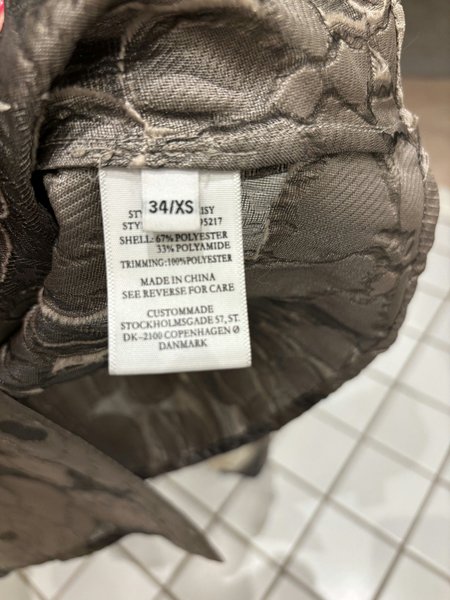 34/XS
SHELL: 67% POLYESTER
33% POLYAMIDE
TRIMMING: 100% POLYESTER
MADE IN CHINA
SEE REVERSE FOR CARE
CUSTOMMADE
STOCKHOLMSGADE 57, ST.
DK-2100 COPENHAGEN Ø
DENMARK